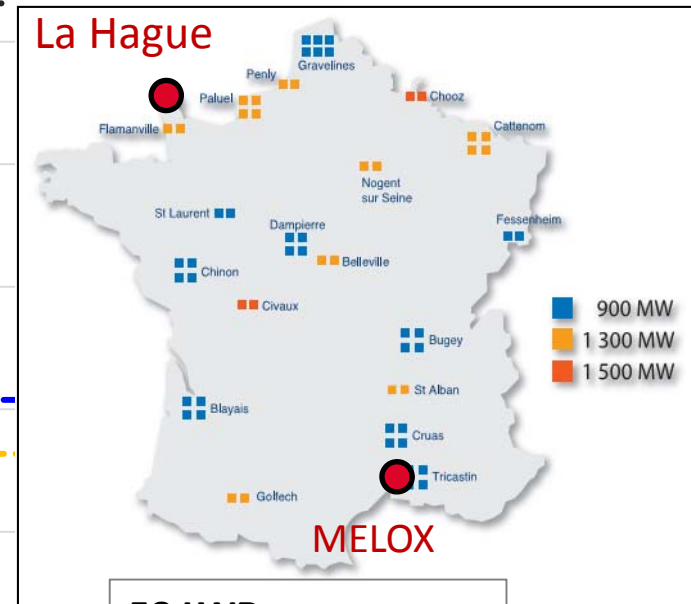 La Hague
Gravelines
Penly
Paluel
Chooz
Flamanville
Cattenom
Nogent
sur Seine
St Laurent
Dampierre
Fessenheim
Belleville
Chinon
Civaux
900 MW
1 300 MW
1 500 MW
Bugey
St Alban
Blayais
Cruas
Tricastin
Golfech
MELOX